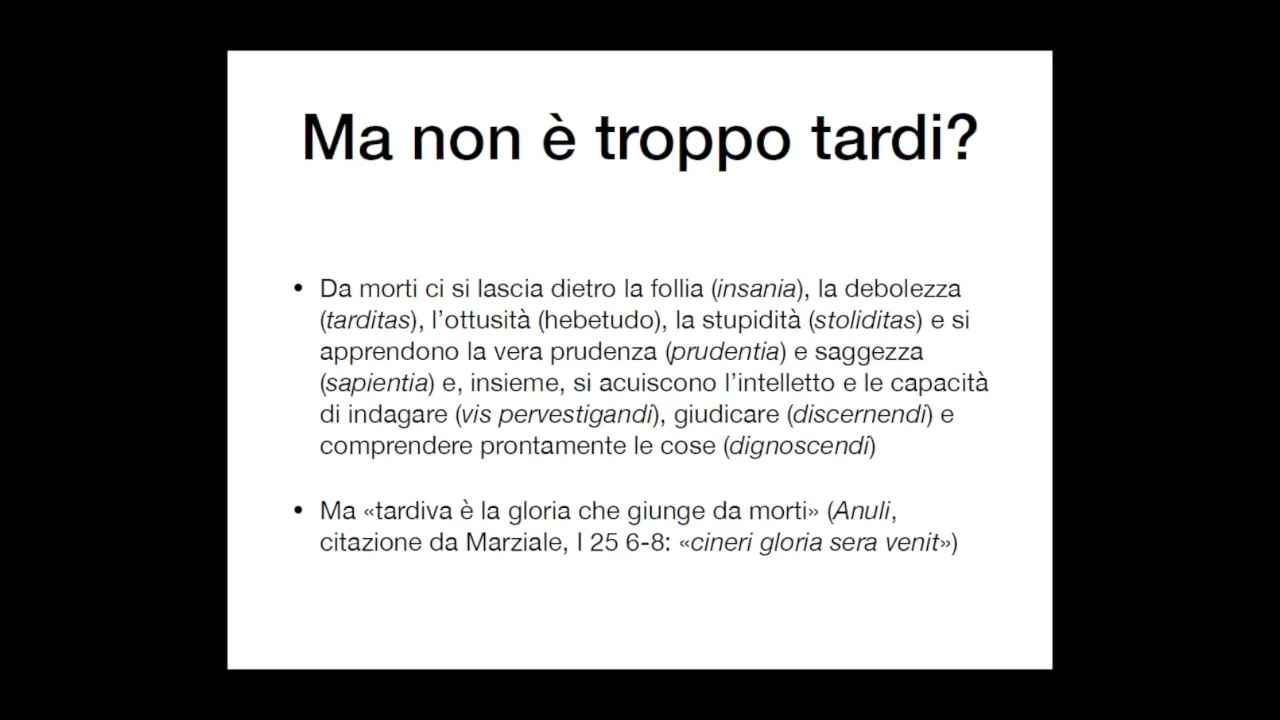 Ma non è troppo tardi?
• Da morti ci si lascia dietro la follia (insania), la debolezza
(tarditas), l’ottusità (hebetudo), la stupidità (stoliditas) e si
apprendono la vera prudenza (prudentia) e saggezza
(sapientia) e, insieme, si acuiscono l’intelletto e le capacità
di indagare (vis pervestigandi), giudicare (discernendi) e
comprendere prontamente le cose (dignoscendi)
• Ma «tardiva è la gloria che giunge da morti» (Anuli,
citazione da Marziale, I 25 6-8: «cineri gloria sera venit»)